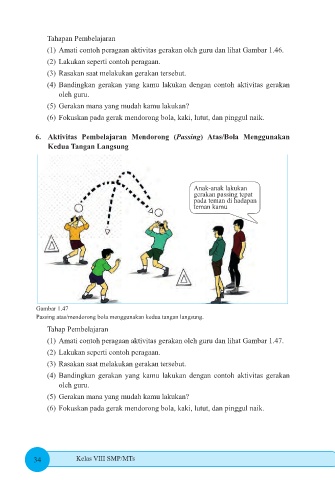 Tahapan Pembelajaran
(1) Amati contoh peragaan aktivitas gerakan oleh guru dan lihat Gambar 1.46.
(2) Lakukan seperti contoh peragaan.
(3) Rasakan saat melakukan gerakan tersebut.
(4) Bandingkan gerakan yang kamu lakukan dengan contoh aktivitas gerakan
oleh guru.
(5) Gerakan mana yang mudah kamu lakukan?
(6) Fokuskan pada gerak mendorong bola, kaki, lutut, dan pinggul naik.
6. Aktivitas Pembelajaran Mendorong (Passing) Atas/Bola Menggunakan
Kedua Tangan Langsung
Anak-anak lakukan
gerakan passing tepat
pada teman di hadapan
teman kamu
Gambar 1.47
Passing atas/mendorong bola menggunakan kedua tangan langsung.
Tahap Pembelajaran
(1) Amati contoh peragaan aktivitas gerakan oleh guru dan lihat Gambar 1.47.
(2) Lakukan seperti contoh peragaan.
(3) Rasakan saat melakukan gerakan tersebut.
(4) Bandingkan gerakan yang kamu lakukan dengan contoh aktivitas gerakan
oleh guru.
(5) Gerakan mana yang mudah kamu lakukan?
(6) Fokuskan pada gerak mendorong bola, kaki, lutut, dan pinggul naik.
54 Kelas VIII SMP/MTs